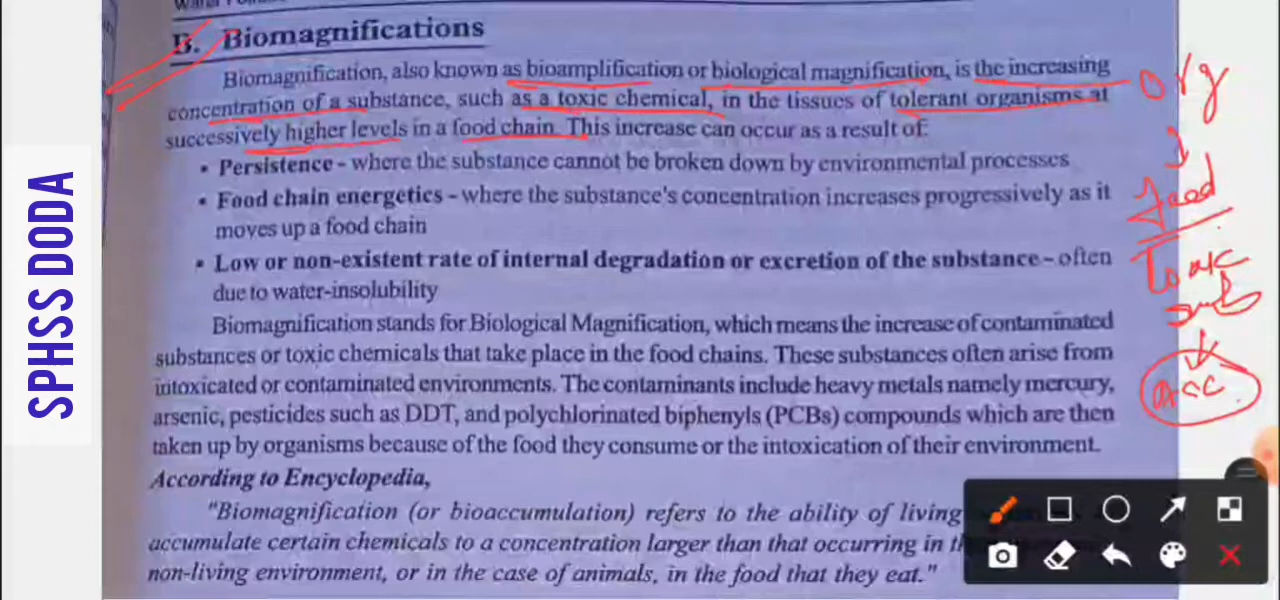 B. Biomagnifications
Biomagnification, also known as bioamplification or biological magnification, is the increasing
concentration of a substance, such as a toxic chemical, in the tissues of tolerant organisms at
successively higher levels in a food chain. This increase can occur as a result of:
• Persistence – where the substance cannot be broken down by environmental processes
• Food chain energetics – where the substance's concentration increases progressively as it
moves up a food chain
• Low or non-existent rate of internal degradation or excretion of the substance – often
due to water-insolubility
Biomagnification stands for Biological Magnification, which means the increase of contaminated
substances or toxic chemicals that take place in the food chains. These substances often arise from
intoxicated or contaminated environments. The contaminants include heavy metals namely mercury,
arsenic, pesticides such as DDT, and polychlorinated biphenyls (PCBs) compounds which are then
taken up by organisms because of the food they consume or the intoxication of their environment.
According to Encyclopedia,
"Biomagnification (or bioaccumulation) refers to the ability of living
accumulate certain chemicals to a concentration larger than that occurring in
non-living environment, or in the case of animals, in the food that they eat."
org
food
Toxic
SPHSS DODA